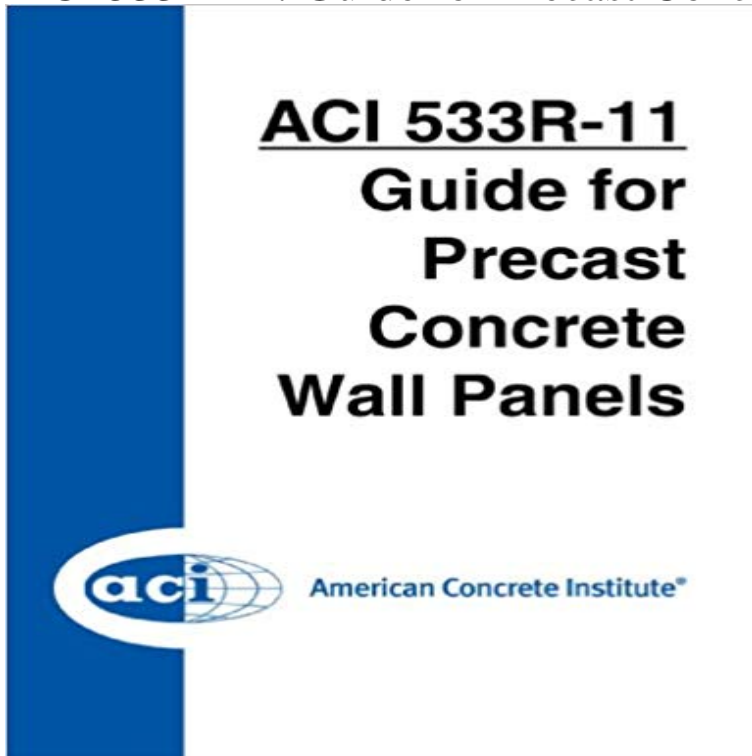 ACI 533R-11
Guide for
Precast
Concrete
Wall Panels
aci American Concrete Institute®